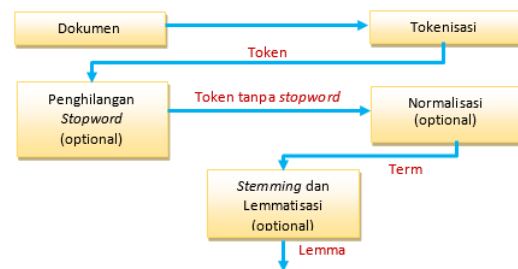 Dokumen
Tokenisasi
Token
Penghilangan
Stopword
(optional)
Token tanpa stopword
Normalisasi
(optional)
Term
Stemming dan
Lemmatisasi
(optional)
Lemma